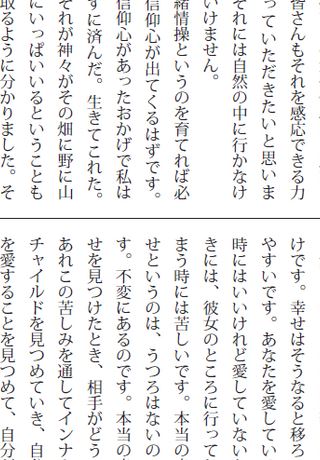 皆さんもそれを感応できる力
っていただきたいと思いま
それには自然の中に行かなけ
いけません。
緒情操というのを育てれば必
信仰心が出てくるはずです。
信仰心があったおかげで私は
ずに済んだ。生きてこれた。
それが神々がその畑に野に山
にいっぱいいるということも
取るように分かりました。そ
けです。幸せはそうなると移ろ
やすいです。あなたを愛してい
時にはいいけれど愛していない
きには、彼女のところに行って
まう時には苦しいです。本当の
せというのは、うつろはないの
す。不変にあるのです。本当の
せを見つけたとき、相手がどう
あれこの苦しみを通してインナ
チャイルドを見つめていき、自
を愛することを見つめて、自分